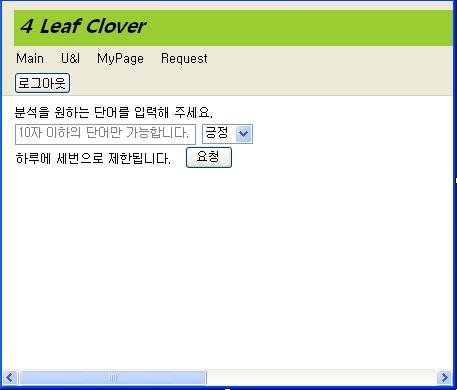 4 Leaf Clover
Main U&I MyPage Request
로그아웃
분석을 원하는 단어를 입력해 주세요.
10자 이하의 단어만 가능합니다. 긍정
하루에 세번으로 제한됩니다. 요청